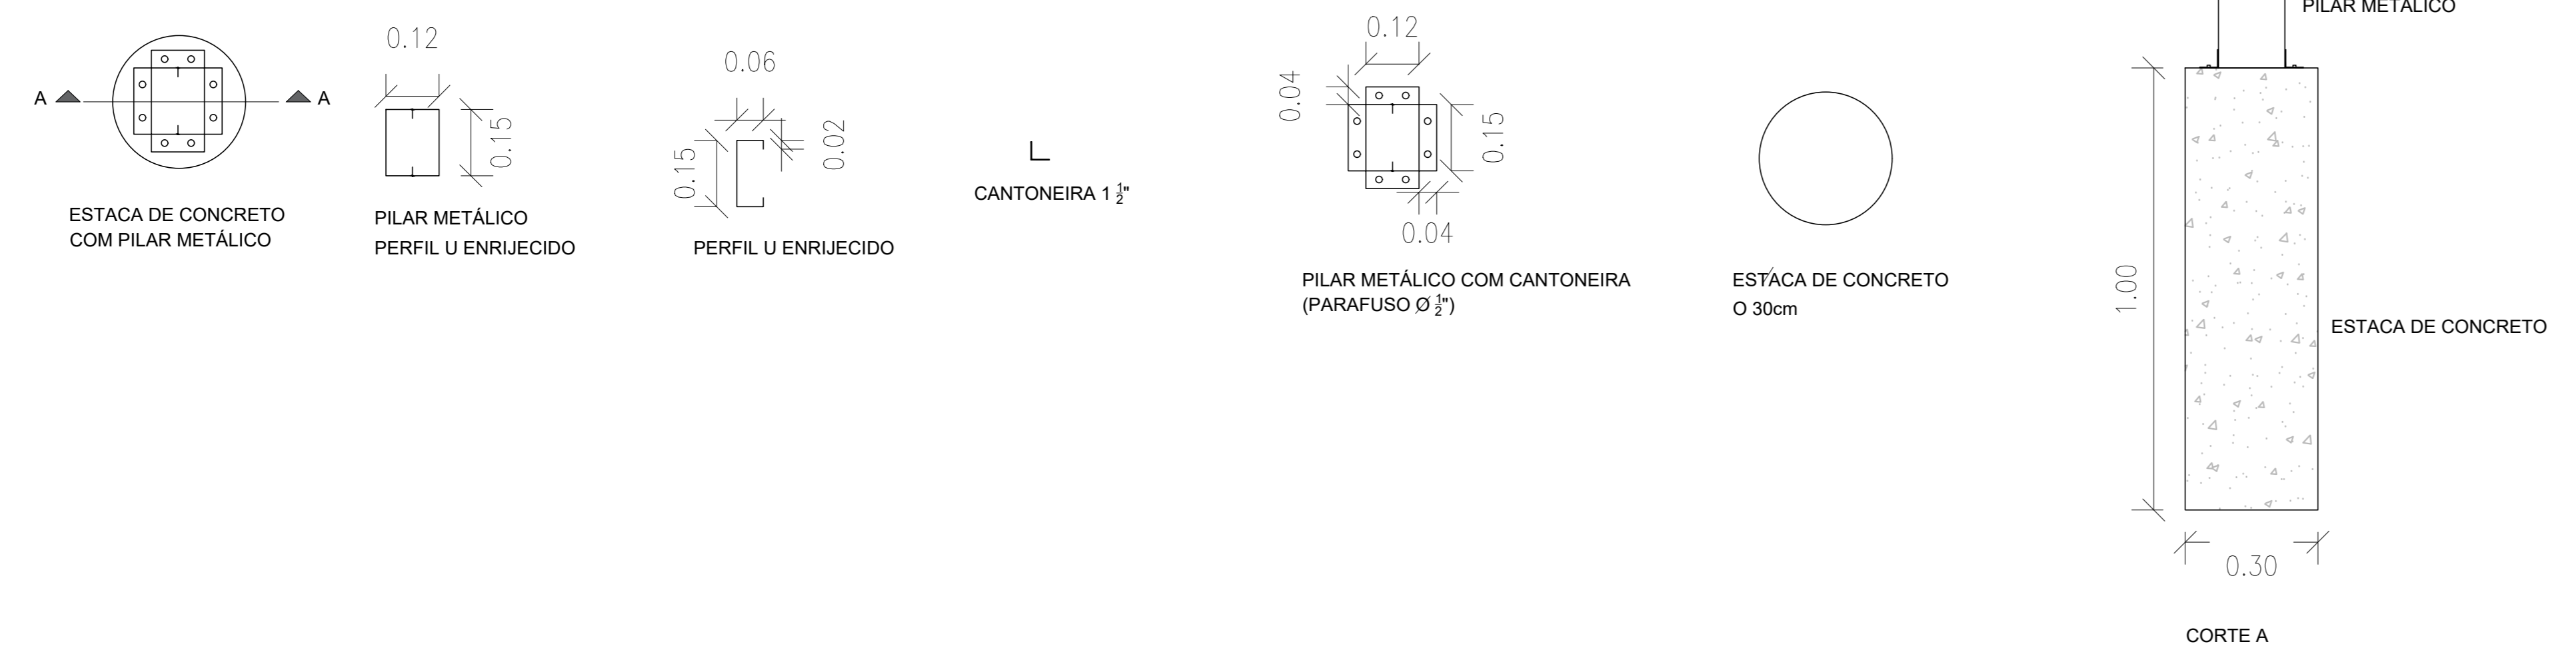 A
A
ESTACA DE CONCRETO
COM PILAR METÁLICO
0.12
0.15
PILAR METÁLICO
PERFIL U ENRIJECIDO
0.06
0.15
0.02
PERFIL U ENRIJECIDO
CANTONEIRA 1 ½"
0.12
0.04
0.15
0.04
PILAR METÁLICO COM CANTONEIRA
(PARAFUSO Ø ½")
ESTACA DE CONCRETO
O 30cm
PILAR METÁLICO
1.00
ESTACA DE CONCRETO
0.30
CORTE A